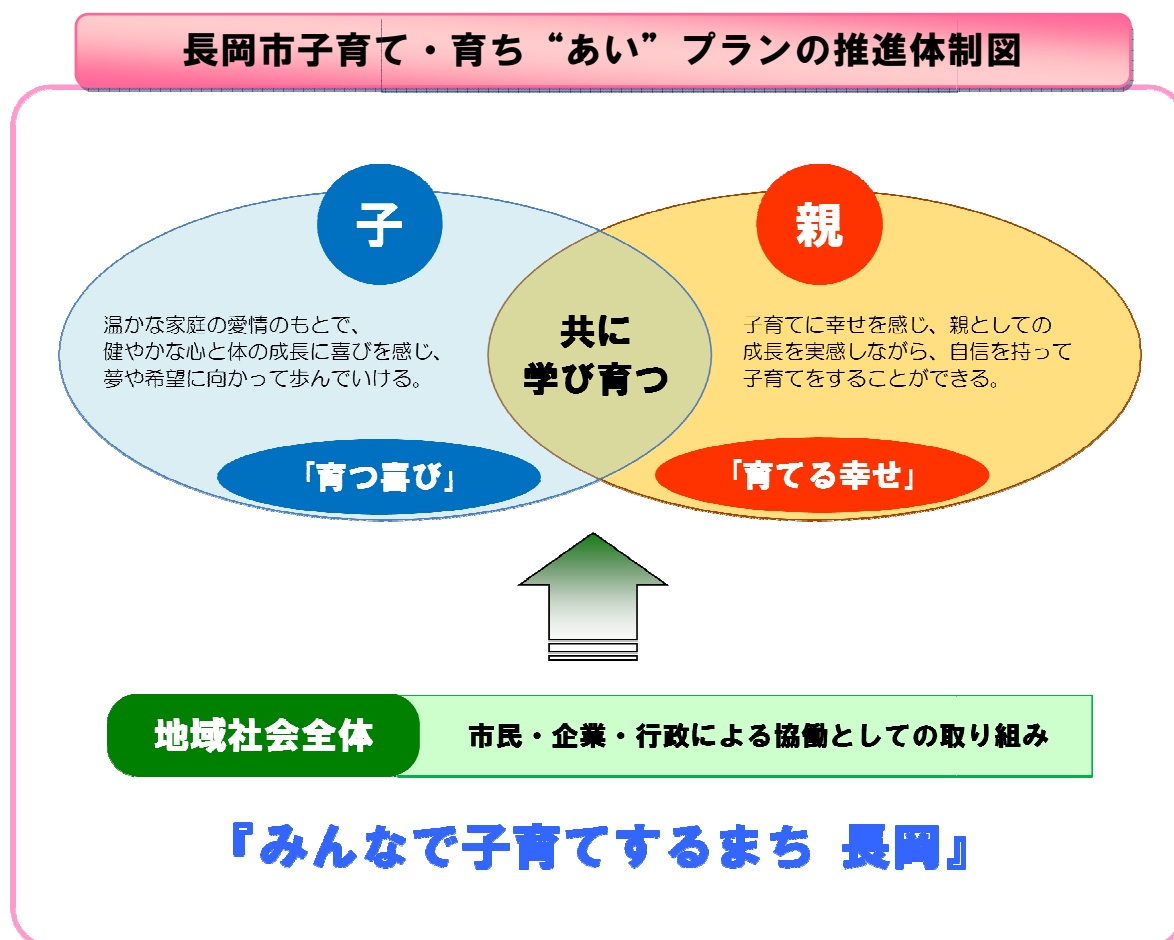 長岡市子育て・育ち“あい”プランの推進体制図
子
親
温かな家庭の愛情のもとで、
健やかな心と体の成長に喜びを感じ、
夢や希望に向かって歩んでいける。
共に
学び育つ
子育てに幸せを感じ、親としての
成長を実感しながら、自信を持って
子育てをすることができる。
「育つ喜び」
「育てる幸せ」
地域社会全体
市民・企業・行政による協働としての取り組み
『みんなで子育てするまち 長岡』